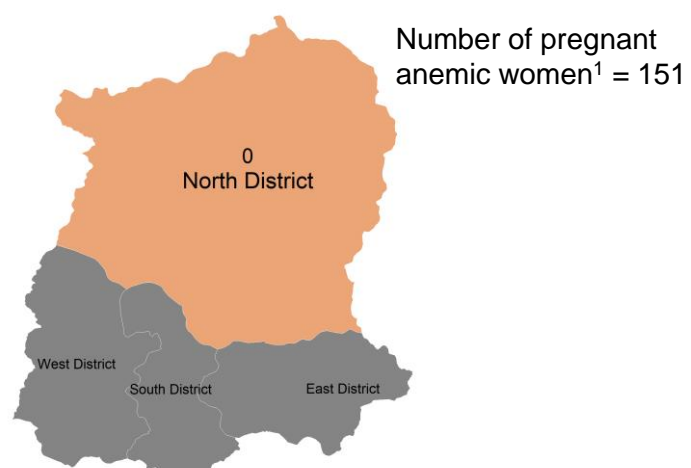 Number of pregnant
anemic women¹ = 151
0
North District
West District
South District
East District